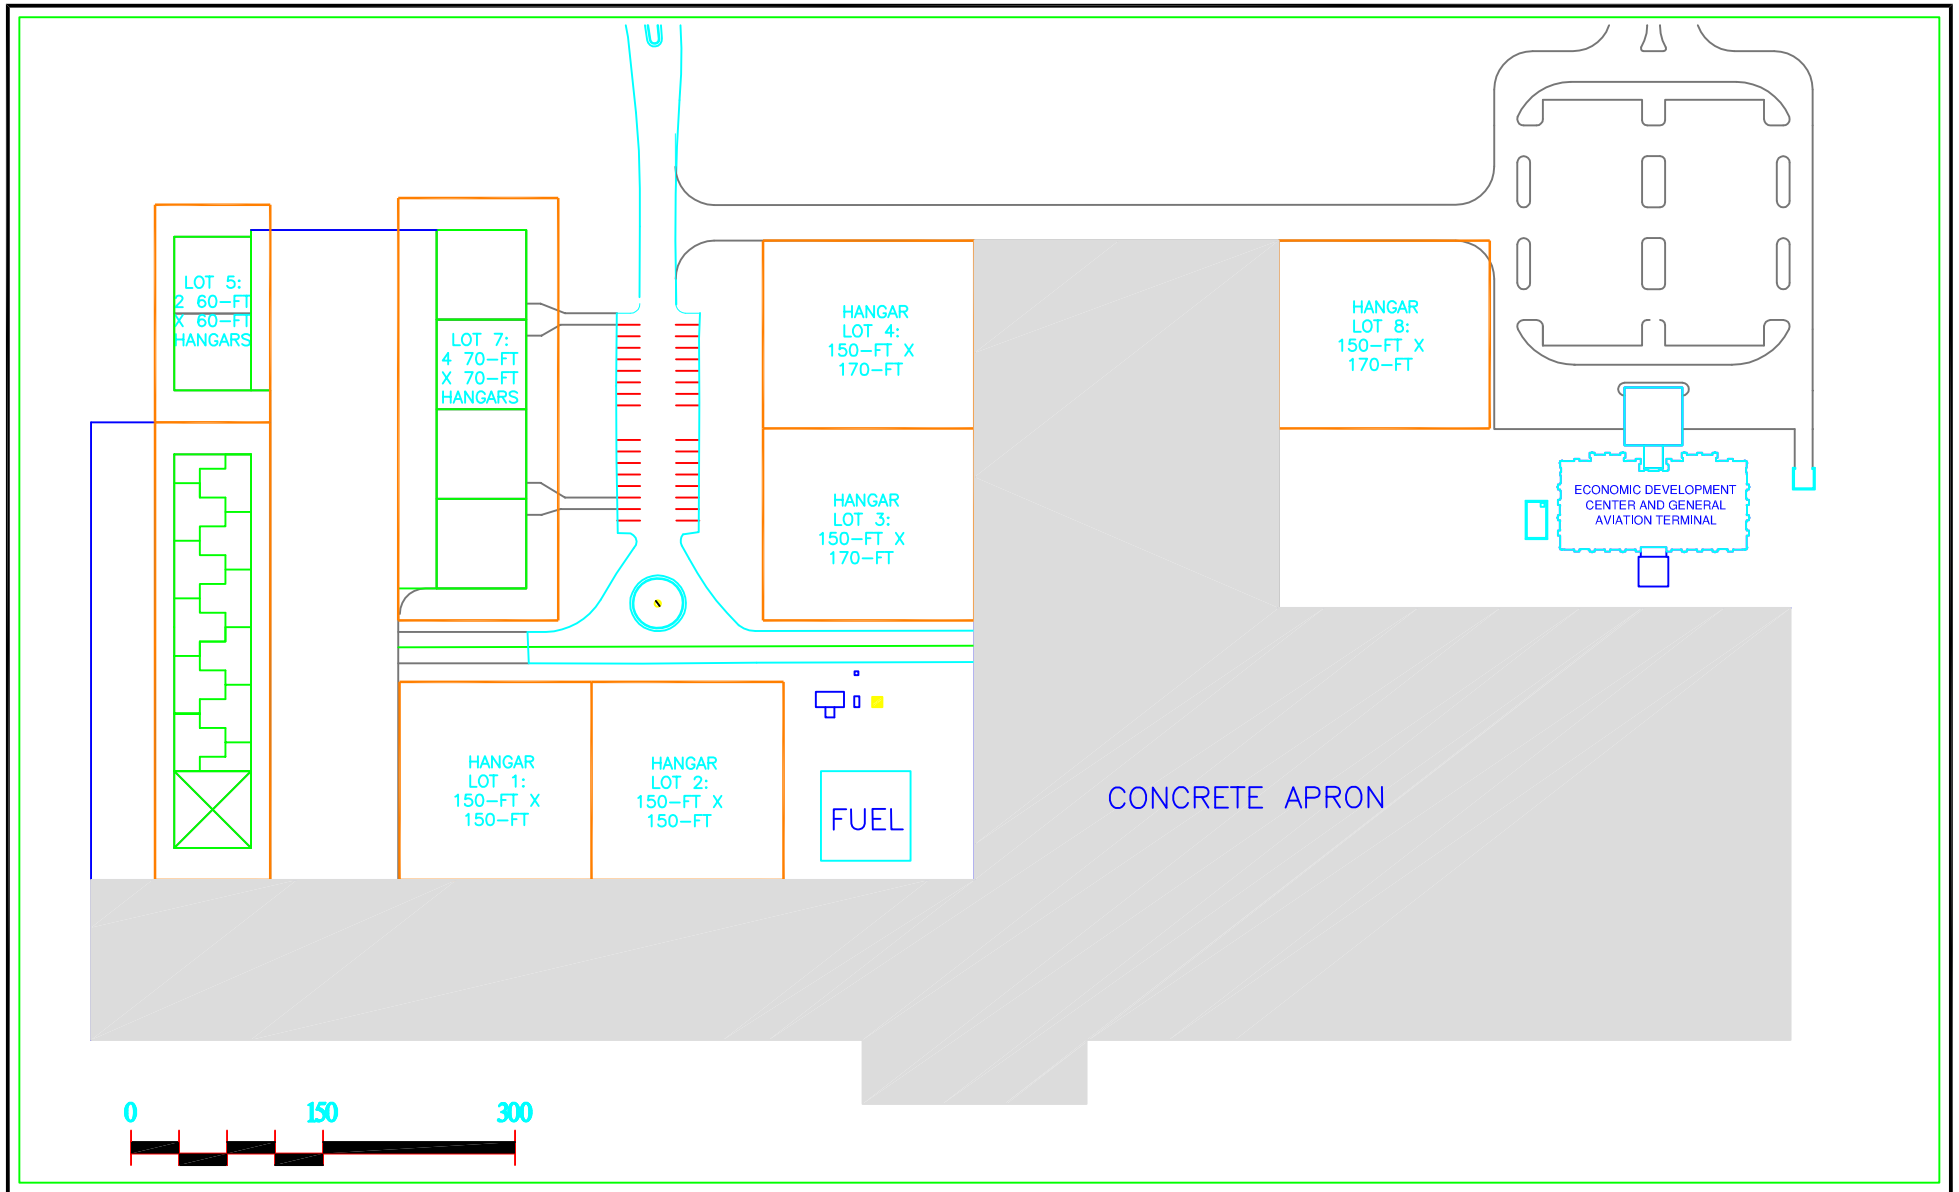 LOT 5:
2 60-FT
X 60-FT
HANGARS
LOT 7:
4 70-FT
X 70-FT
HANGARS
HANGAR
LOT 4:
150-FT X
170-FT
HANGAR
LOT 8:
150-FT X
170-FT
HANGAR
LOT 3:
150-FT X
170-FT
ECONOMIC DEVELOPMENT
CENTER AND GENERAL
AVIATION TERMINAL
HANGAR
LOT 1:
150-FT X
150-FT
HANGAR
LOT 2:
150-FT X
150-FT
FUEL
CONCRETE APRON
0 150 300